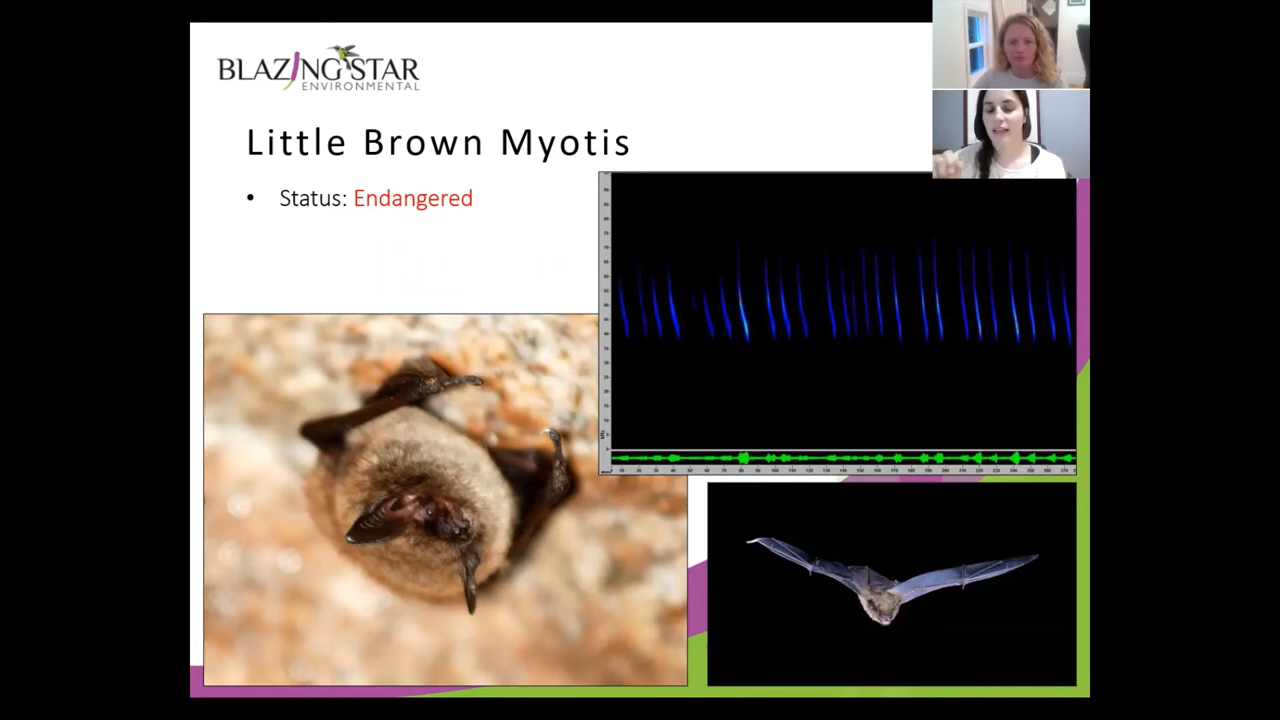 BLAZING STAR
ENVIRONMENTAL
Little Brown Myotis
• Status: Endangered